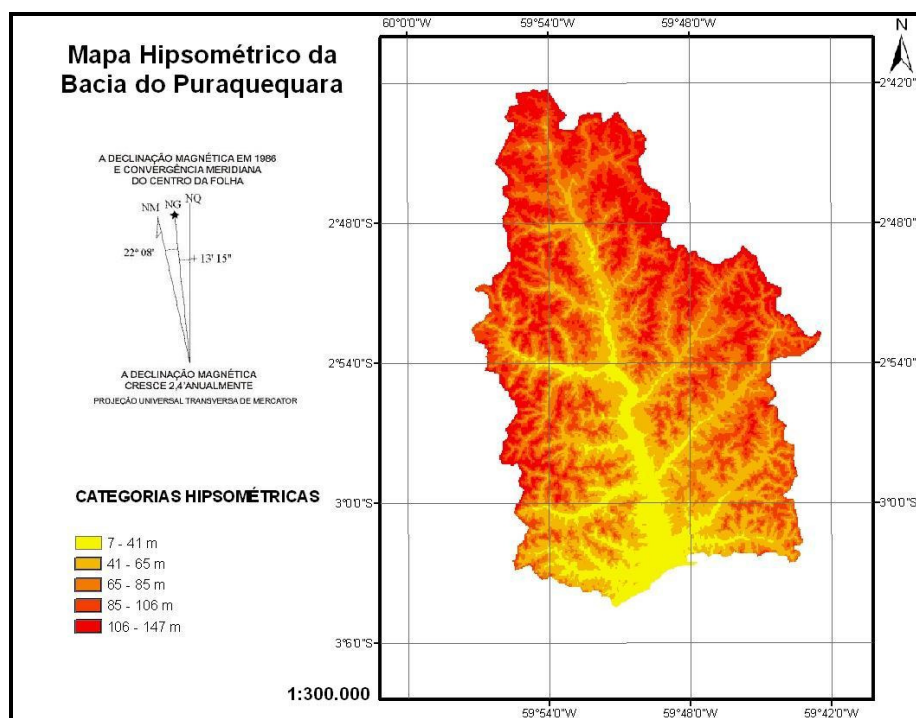 Mapa Hipsométrico da
Bacia do Puraquequara
A DECLINAÇÃO MAGNÉTICA EM 1986
E CONVERGÊNCIA MERIDIANA
DO CENTRO DA FOLHA
NM NG NQ
22° 08'
13' 15"
A DECLINAÇÃO MAGNÉTICA
CRESCE 2,4'ANUALMENTE
PROJEÇÃO UNIVERSAL TRANSVERSA DE MERCATOR
CATEGORIAS HIPSOMÉTRICAS
7 - 41 m
41 - 65 m
65 - 85 m
85 - 106 m
106 - 147 m
1:300.000
60°0'0"W 59°54'0"W 59°48'0"W
N
2°42'0"S
2°48'0"S 2°48'0"S
2°54'0"S 2°54'0"S
3°0'0"S 3°0'0"S
3°6'0"S
59°54'0"W 59°48'0"W 59°42'0"W